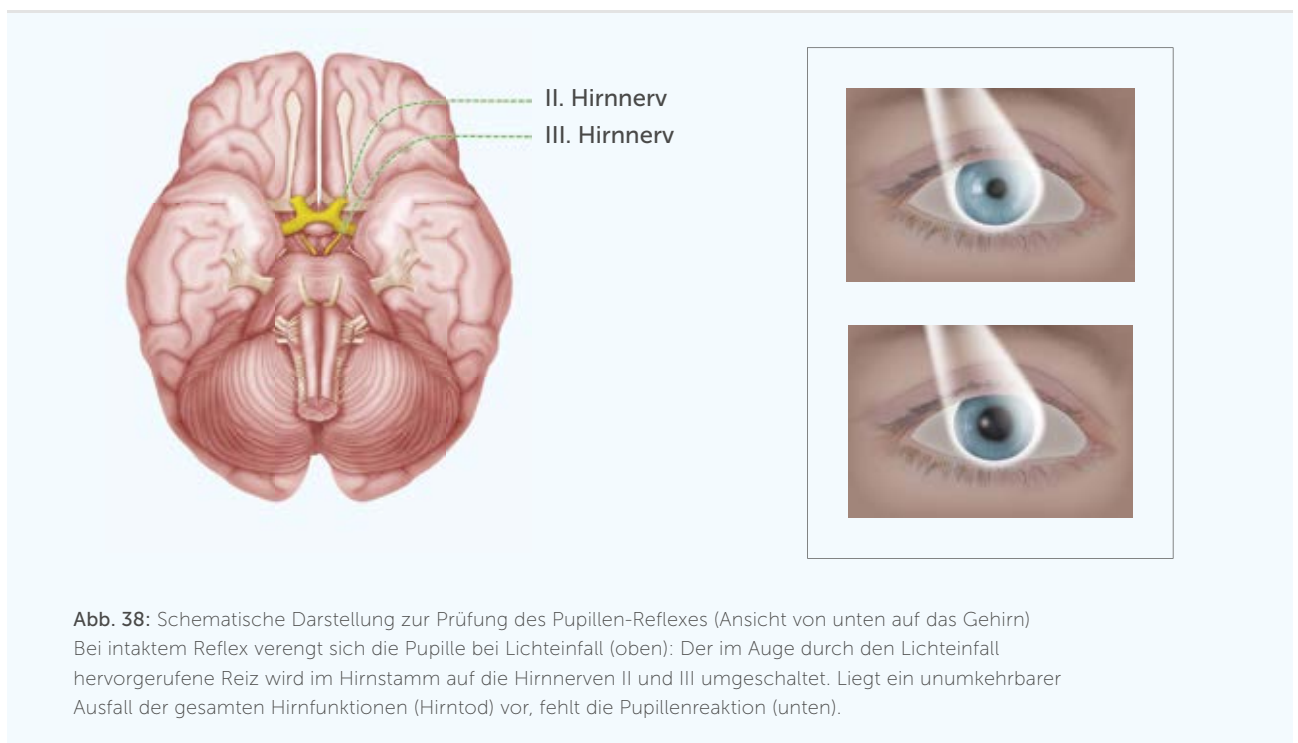 II. Hirnnerv
III. Hirnnerv
Abb. 38: Schematische Darstellung zur Prüfung des Pupillen-Reflexes (Ansicht von unten auf das Gehirn)
Bei intaktem Reflex verengt sich die Pupille bei Lichteinfall (oben): Der im Auge durch den Lichteinfall
hervorgerufene Reiz wird im Hirnstamm auf die Hirnnerven II und III umgeschaltet. Liegt ein unumkehrbarer
Ausfall der gesamten Hirnfunktionen (Hirntod) vor, fehlt die Pupillenreaktion (unten).